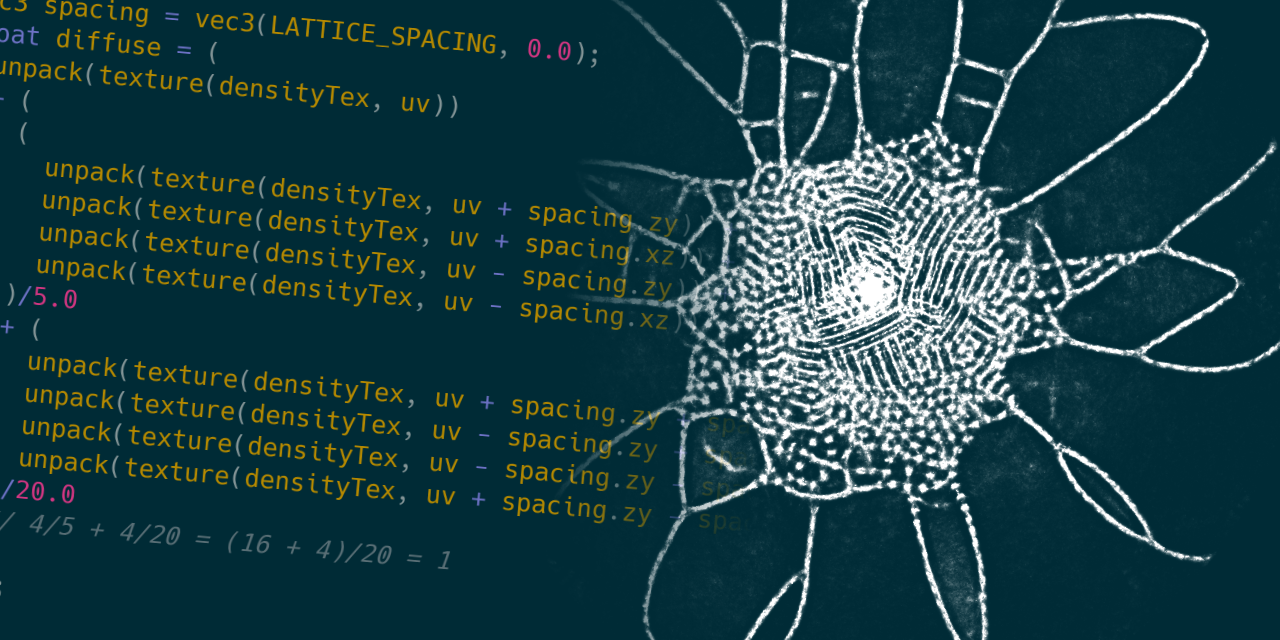 c3 spacing = vec3(LATTICE_SPACING, 0.0);
oat diffuse = (
unpack(texture(densityTex, uv))
+ (
(
unpack(texture(densityTex, uv + spacing.zy)
unpack(texture(densityTex, uv + spacing.xz)
unpack(texture(densityTex, uv - spacing.zy)
unpack(texture(densityTex, uv - spacing.xz)
)/5.0
+ (
unpack(texture(densityTex, uv + spacing.zy + sp
unpack(texture(densityTex, uv - spacing.zy + sp
unpack(texture(densityTex, uv - spacing.zy - sp
unpack(texture(densityTex, uv + spacing.zy - spa
/20.0
/ 4/5 + 4/20 = (16 + 4)/20 = 1
;